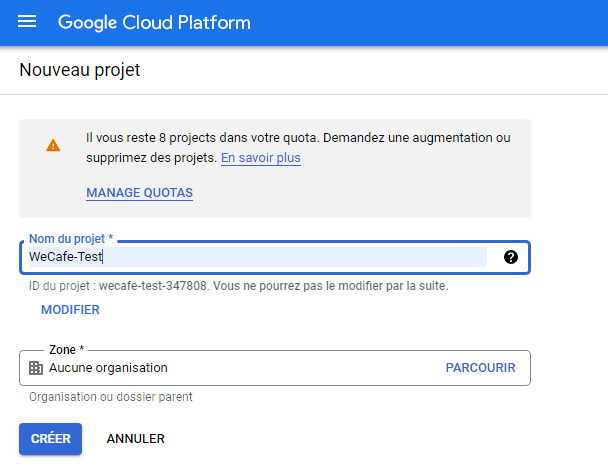 Google Cloud Platform
Nouveau projet
Il vous reste 8 projects dans votre quota. Demandez une augmentation ou
supprimez des projets. En savoir plus
MANAGE QUOTAS
Nom du projet *
WeCafe-Test
ID du projet : wecafe-test-347808. Vous ne pourrez pas le modifier par la suite.
MODIFIER
Zone *
Aucune organisation PARCOURIR
Organisation ou dossier parent
CRÉER ANNULER